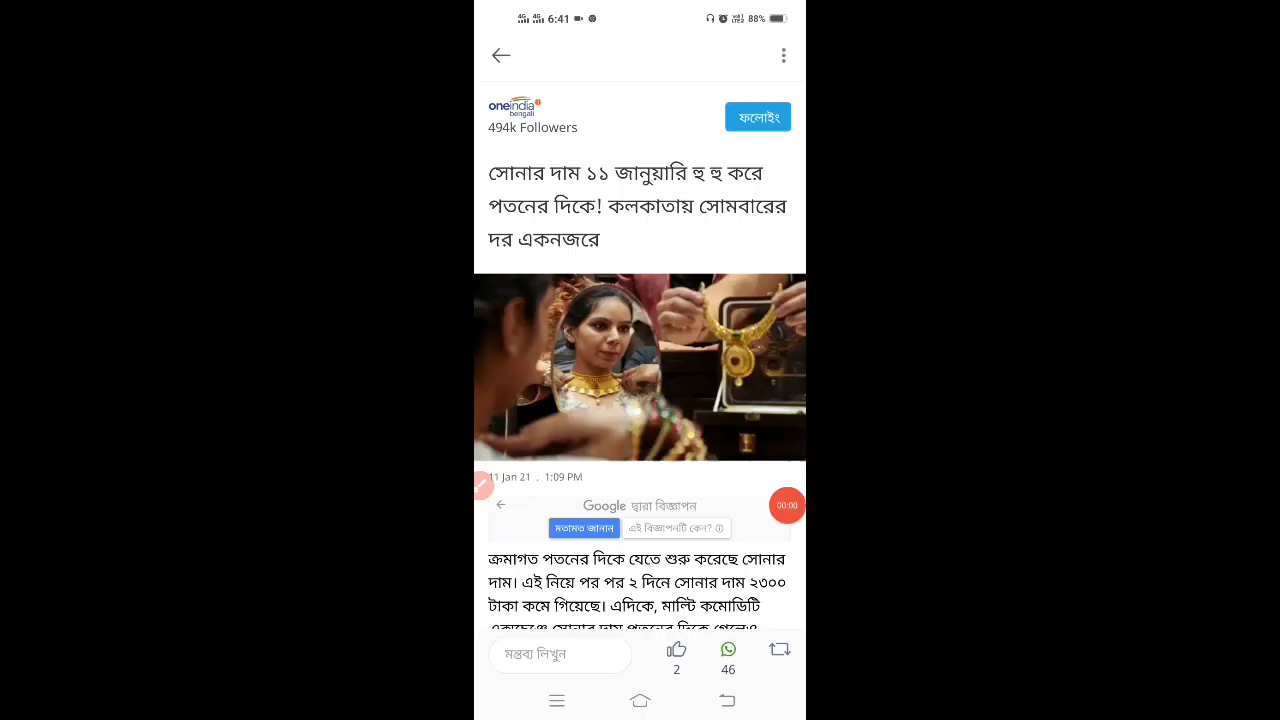 4G 4G 6:41 88%
oneindia
bengali
494k Followers
ফলোইং
সোনার দাম ১১ জানুয়ারি হু হু করে
পতনের দিকে! কলকাতায় সোমবারের
দর একনজরে
11 Jan 21 , 1:09 PM
00:00
Google দ্বারা বিজ্ঞাপন
মতামত জানান এই বিজ্ঞাপনটি কেন?
ক্রমাগত পতনের দিকে যেতে শুরু করেছে সোনার
দাম। এই নিয়ে পর পর ২ দিনে সোনার দাম ২৩০০
টাকা কমে গিয়েছে। এদিকে, মাল্টি কমোডিটি
মন্তব্য লিখুন
2
46